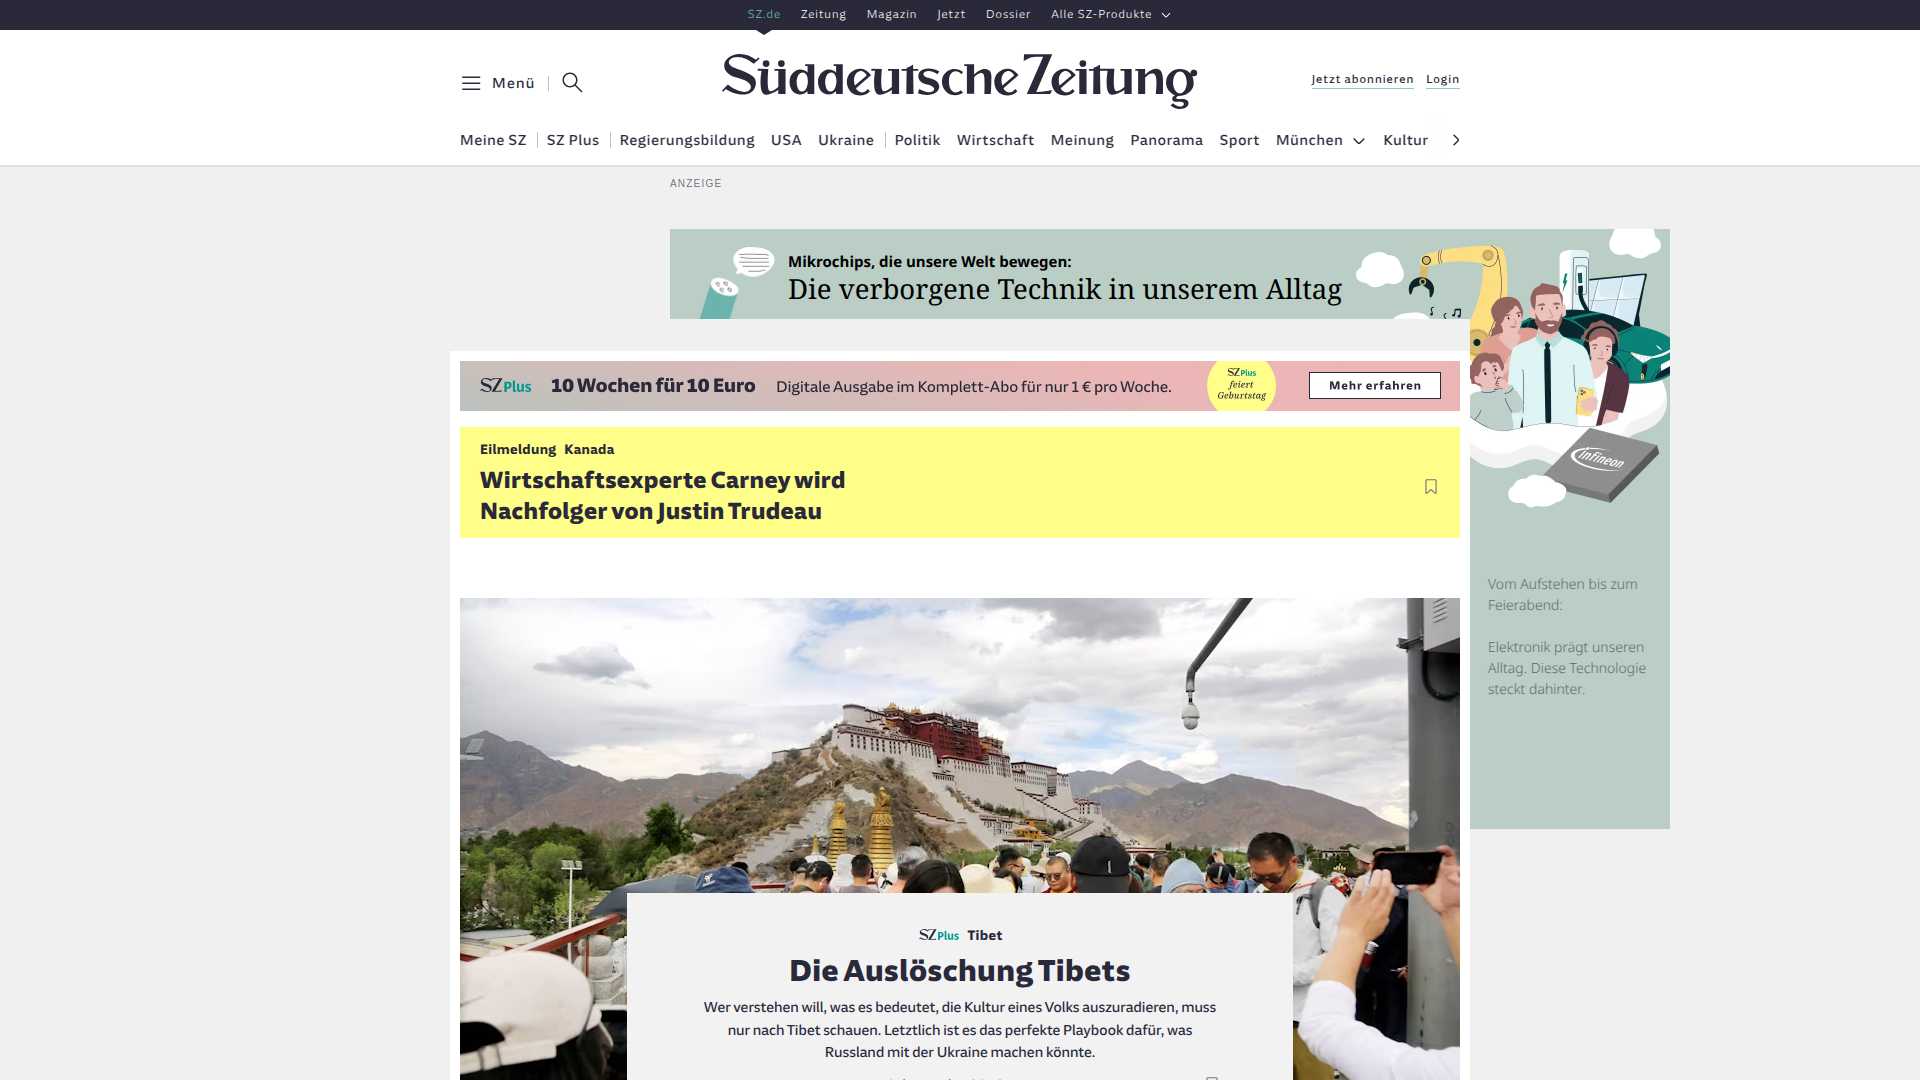 SZ.de Zeitung Magazin Jetzt Dossier Alle SZ-Produkte
Menü
Süddeutsche Zeitung
Jetzt abonnieren Login
Meine SZ SZ Plus Regierungsbildung USA Ukraine Politik Wirtschaft Meinung Panorama Sport München Kultur
ANZEIGE
Mikrochips, die unsere Welt bewegen:
Die verborgene Technik in unserem Alltag
SZ Plus 10 Wochen für 10 Euro Digitale Ausgabe im Komplett-Abo für nur 1 € pro Woche.
SZ Plus
feiert
Geburtstag
Mehr erfahren
Eilmeldung Kanada
Wirtschaftsexperte Carney wird
Nachfolger von Justin Trudeau
infineon
Vom Aufstehen bis zum
Feierabend:
Elektronik prägt unseren
Alltag. Diese Technologie
steckt dahinter.
SZ Plus Tibet
Die Auslöschung Tibets
Wer verstehen will, was es bedeutet, die Kultur eines Volks auszuradieren, muss
nur nach Tibet schauen. Letztlich ist es das perfekte Playbook dafür, was
Russland mit der Ukraine machen könnte.